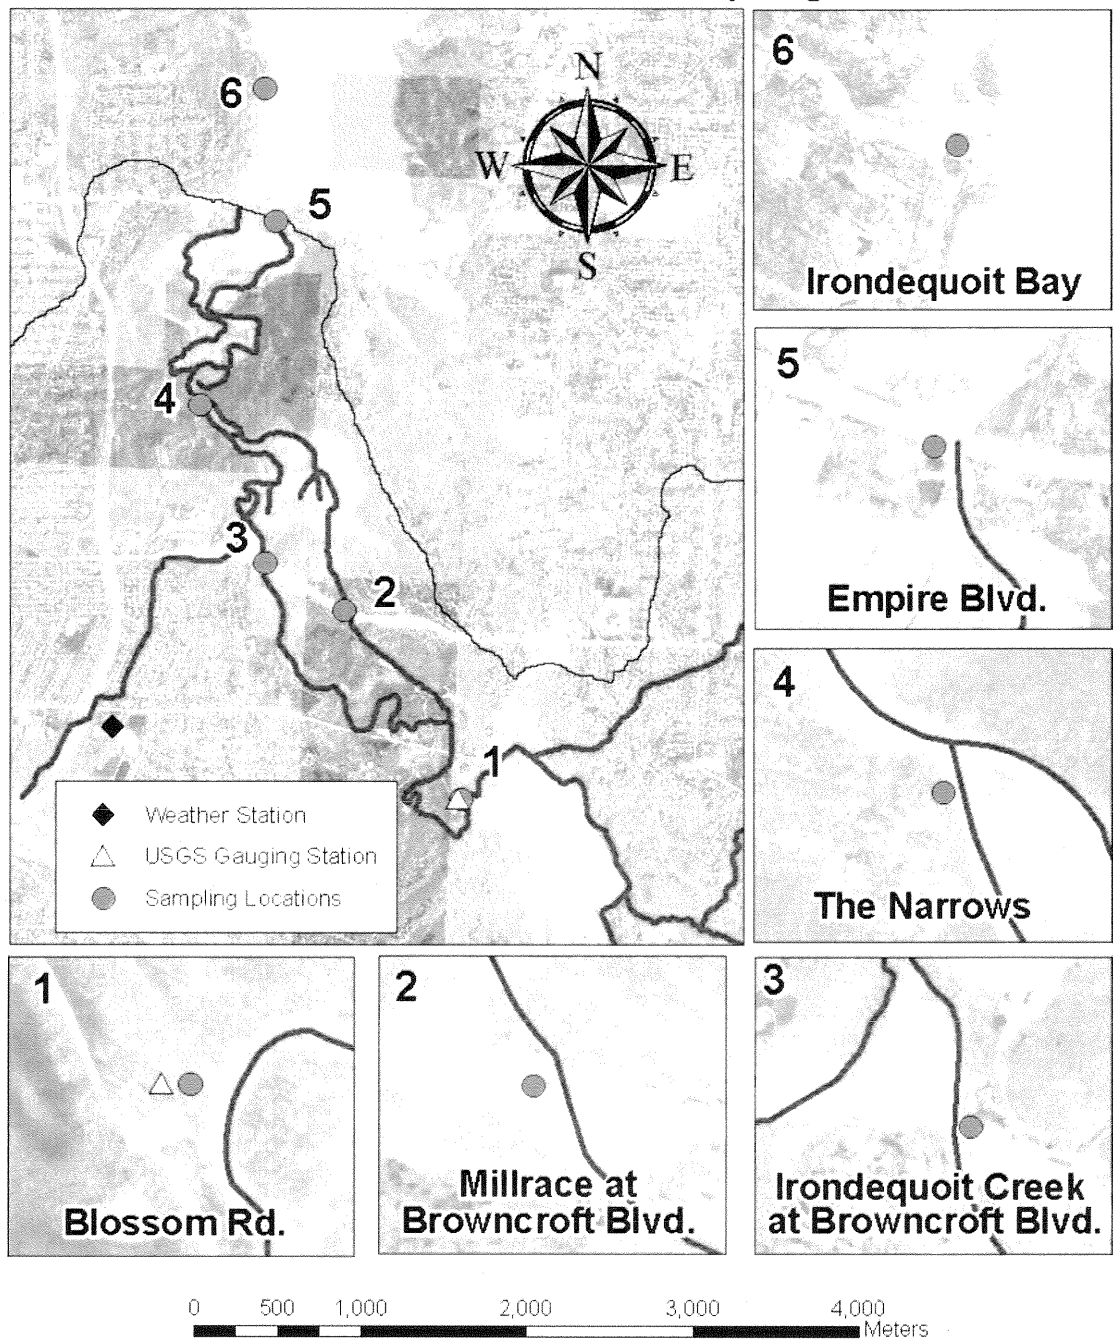 6
N
W
E
S
5
4
3
2
1
Weather Station
USGS Gauging Station
Sampling Locations
6
Irondequoit Bay
5
Empire Blvd.
4
The Narrows
1
Blossom Rd.
2
Millrace at
Browncroft Blvd.
3
Irondequoit Creek
at Browncroft Blvd.
0 500 1,000 2,000 3,000 4,000
Meters